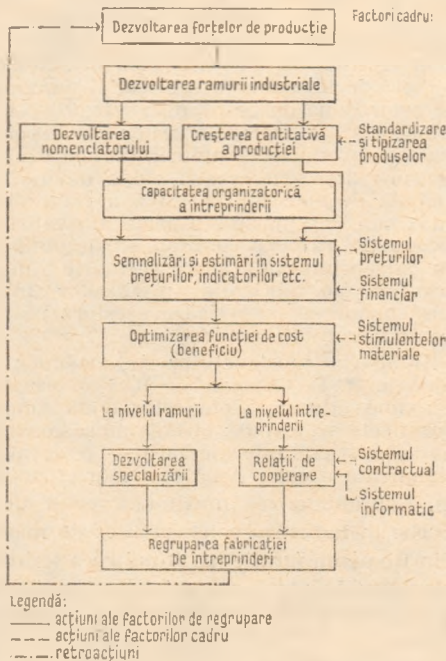 Factori cadru:
Dezvoltarea forțelor de producție
Dezvoltarea ramurii industriale
Dezvoltarea
nomenclatorului
Creșterea cantitativă
a producției
Standardizare
și tipizarea
produselor
Capacitatea organizatorică
a întreprinderii
Semnalizări și estimări în sistemul
prețurilor, indicatorilor etc.
Sistemul
prețurilor
Sistemul
financiar
Optimizarea funcției de cost
(beneficiu)
Sistemul
stimulentelor
materiale
La nivelul ramurii
La nivelul între-
prinderii
Dezvoltarea
specializării
Relații de
cooperare
Sistemul
contractual
Sistemul
informatic
Regruparea fabricației
pe întreprinderi
Legendă:
acțiuni ale factorilor de regrupare
acțiuni ale factorilor cadru
retroacțiuni